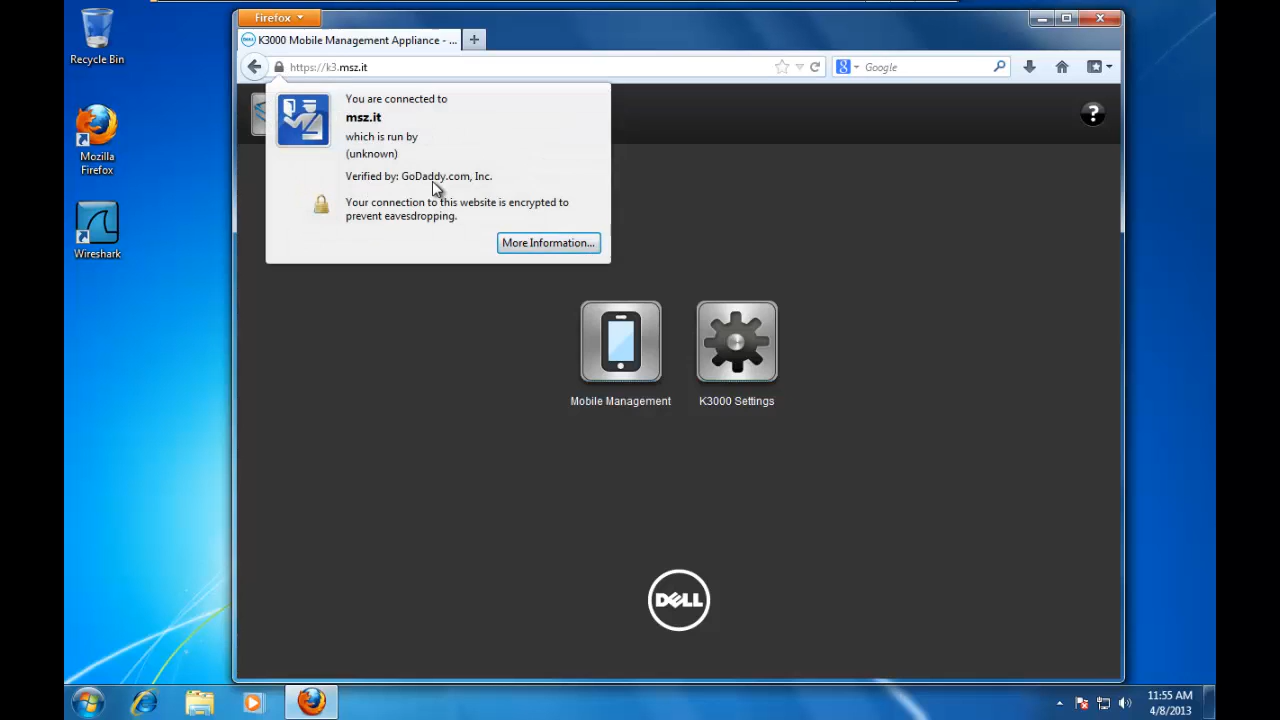 Recycle Bin
Mozilla
Firefox
Wireshark
Firefox
K3000 Mobile Management Appliance - ...
https://k3.msz.it
Google
You are connected to
msz.it
which is run by
(unknown)
Verified by: GoDaddy.com, Inc.
Your connection to this website is encrypted to
prevent eavesdropping.
More Information...
?
Mobile Management
K3000 Settings
DELL
11:55 AM
4/8/2013